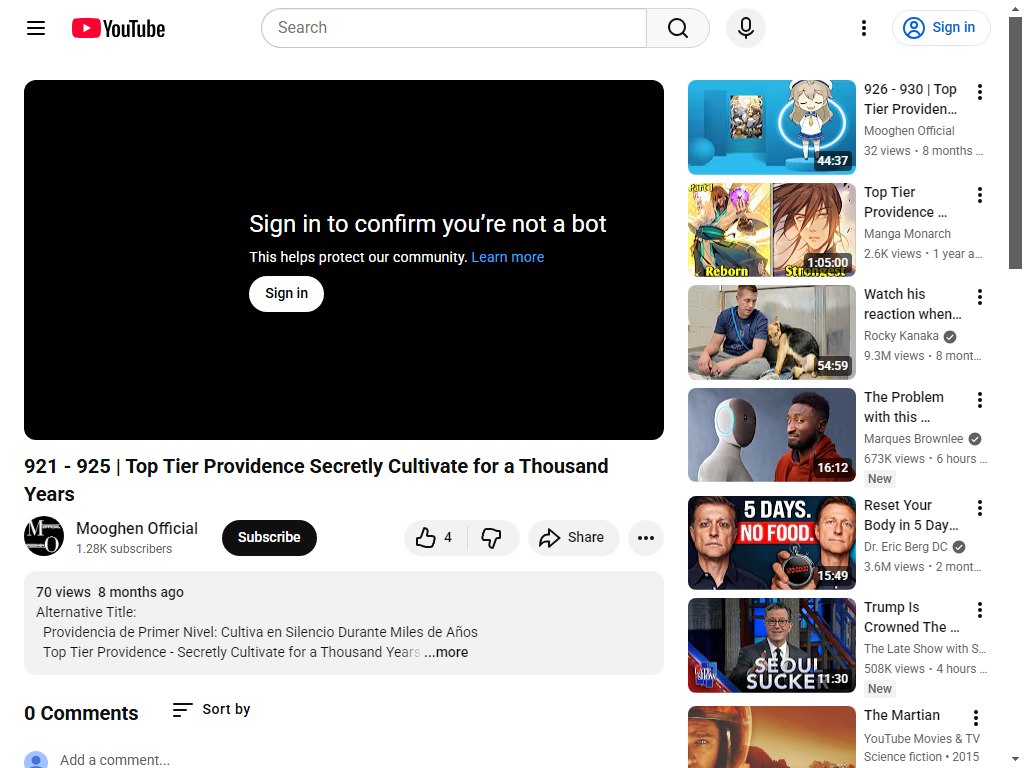 YouTube
Search
Sign in
Sign in to confirm you're not a bot
This helps protect our community. Learn more
Sign in
921 - 925 | Top Tier Providence Secretly Cultivate for a Thousand
Years
Mooghen Official
1.28K subscribers
Subscribe
4
Share
70 views 8 months ago
Alternative Title:
Providencia de Primer Nivel: Cultiva en Silencio Durante Miles de Años
Top Tier Providence - Secretly Cultivate for a Thousand Years ...more
0 Comments
Sort by
Add a comment...
44:37
926 - 930 | Top
Tier Providen...
Mooghen Official
32 views • 8 months ...
Part 1
Reborn
Strongest
1:05:00
Top Tier
Providence ...
Manga Monarch
2.6K views • 1 year a...
54:59
Watch his
reaction when...
Rocky Kanaka
9.3M views • 8 mont...
16:12
The Problem
with this ...
Marques Brownlee
673K views • 6 hours ...
New
5 DAYS.
NO FOOD.
15:49
Reset Your
Body in 5 Day...
Dr. Eric Berg DC
3.6M views • 2 mont...
LATE SHOW
SEOUL
SUCKER
11:30
Trump Is
Crowned The ...
The Late Show with S...
508K views • 4 hours ...
New
The Martian
YouTube Movies & TV
Science fiction • 2015